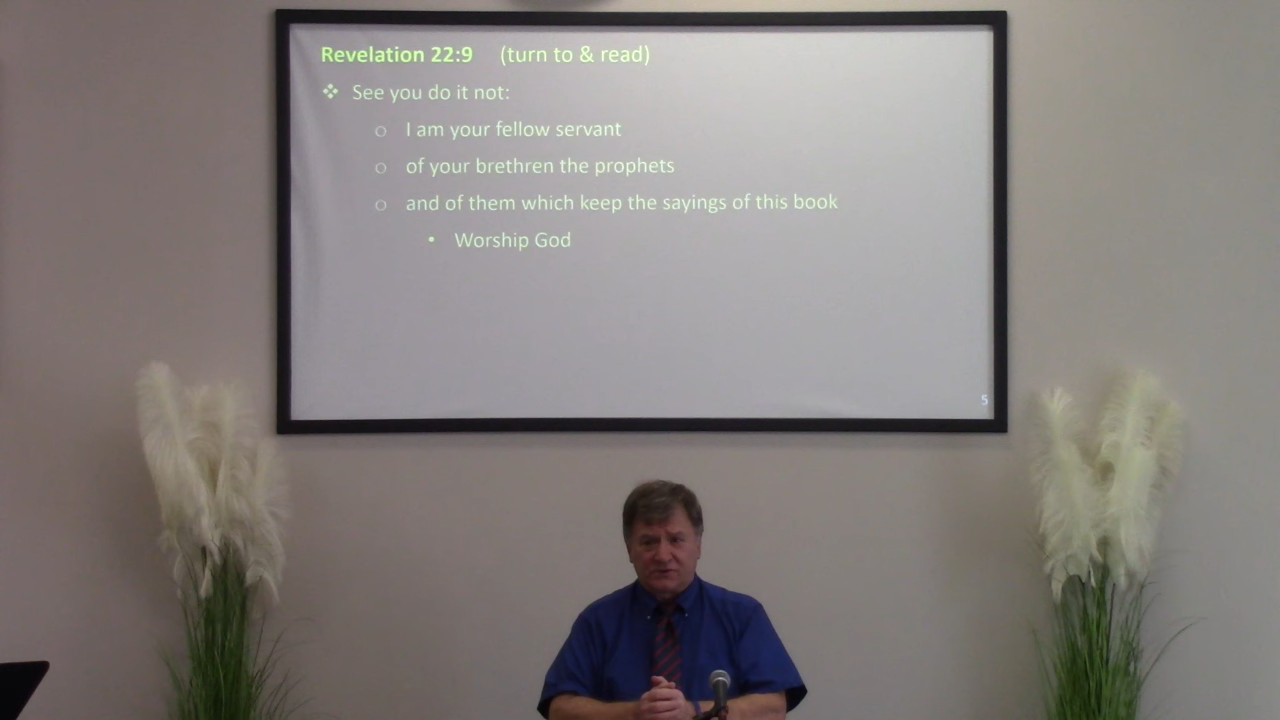 Revelation 22:9 (turn to & read)
❖ See you do it not:
o I am your fellow servant
o of your brethren the prophets
o and of them which keep the sayings of this book
• Worship God
5